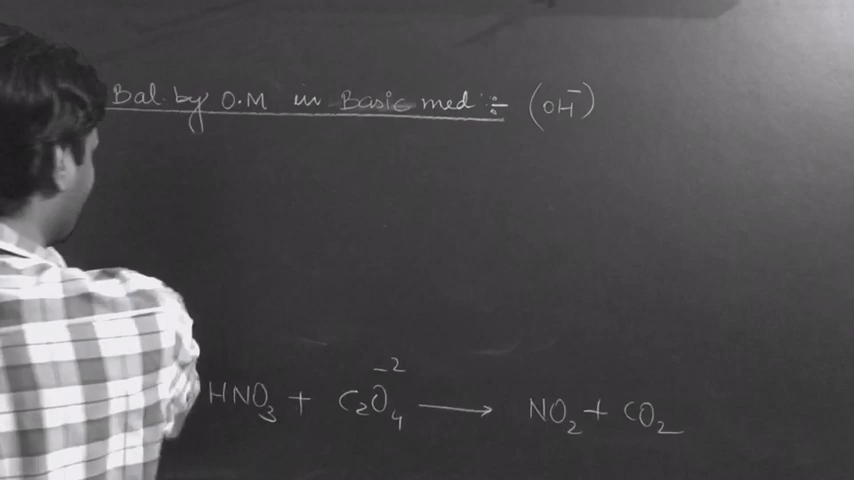 Bal. by O.M in Basic med :- (OH⁻)
HNO₃ + C₂O₄⁻² ⟶ NO₂ + CO₂